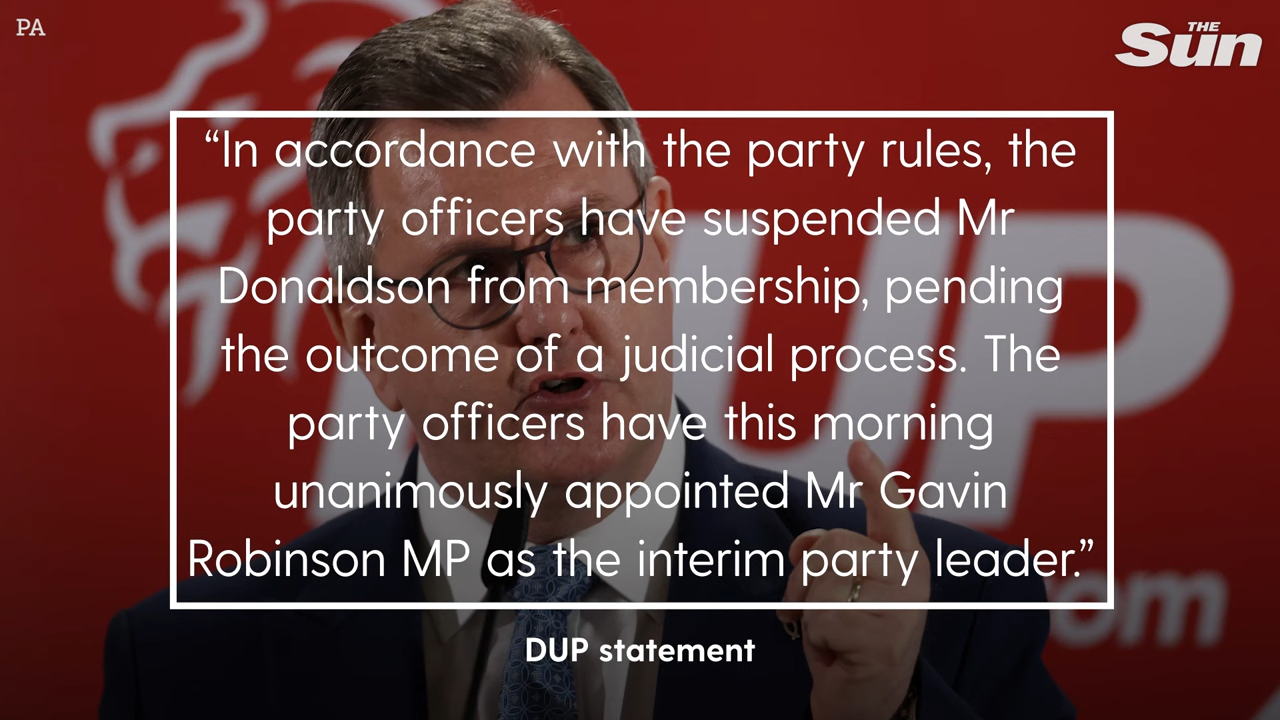 PA
THE
Sun
“In accordance with the party rules, the
party officers have suspended Mr
Donaldson from membership, pending
the outcome of a judicial process. The
party officers have this morning
unanimously appointed Mr Gavin
Robinson MP as the interim party leader.”
UP
om
DUP statement